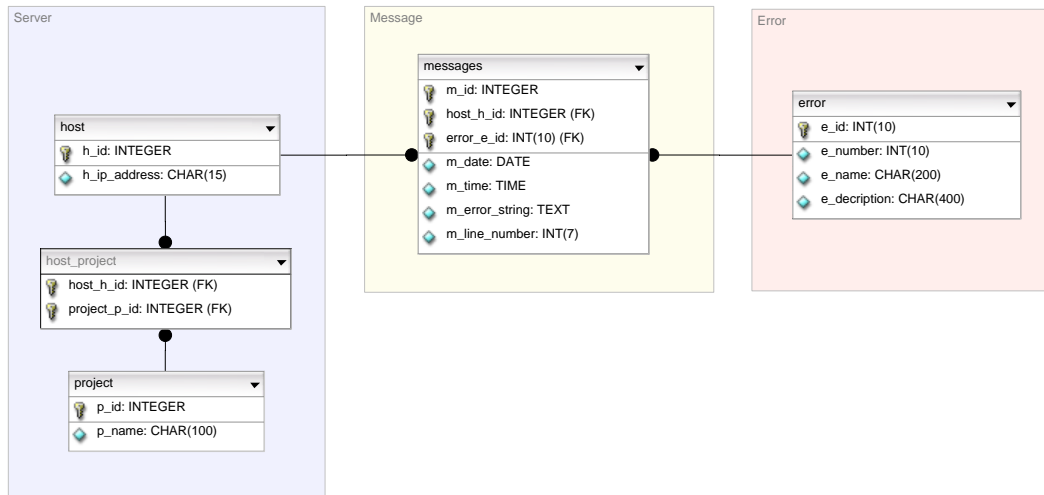 Server
host
h_id: INTEGER
h_ip_address: CHAR(15)
host_project
host_h_id: INTEGER (FK)
project_p_id: INTEGER (FK)
project
p_id: INTEGER
p_name: CHAR(100)
Message
messages
m_id: INTEGER
host_h_id: INTEGER (FK)
error_e_id: INT(10) (FK)
m_date: DATE
m_time: TIME
m_error_string: TEXT
m_line_number: INT(7)
Error
error
e_id: INT(10)
e_number: INT(10)
e_name: CHAR(200)
e_decription: CHAR(400)